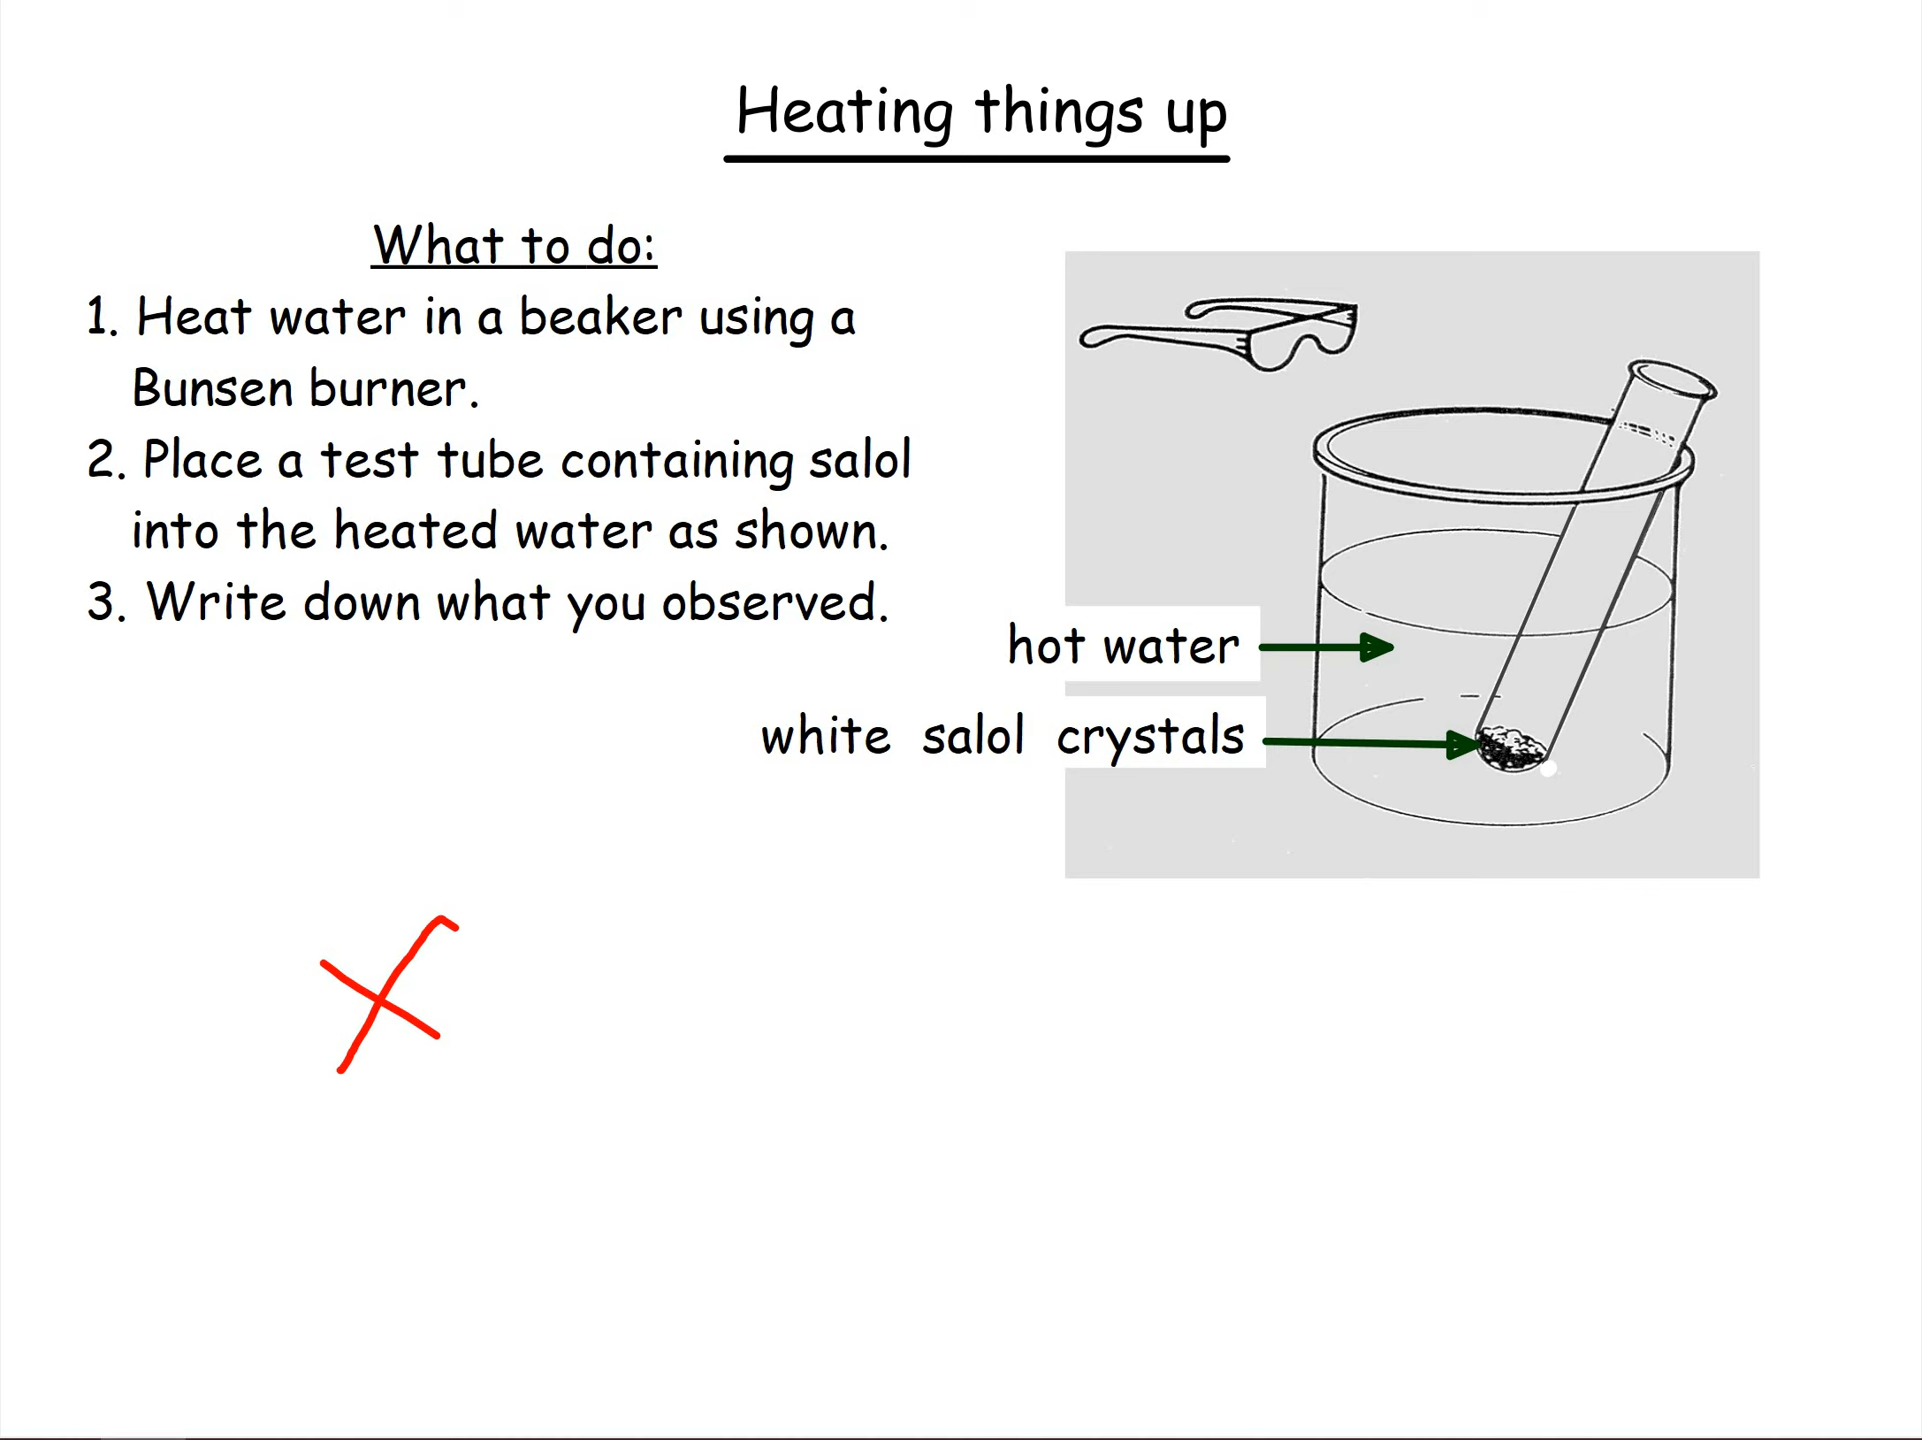 Heating things up
What to do:
1. Heat water in a beaker using a
Bunsen burner.
2. Place a test tube containing salol
into the heated water as shown.
3. Write down what you observed.
hot water
white salol crystals